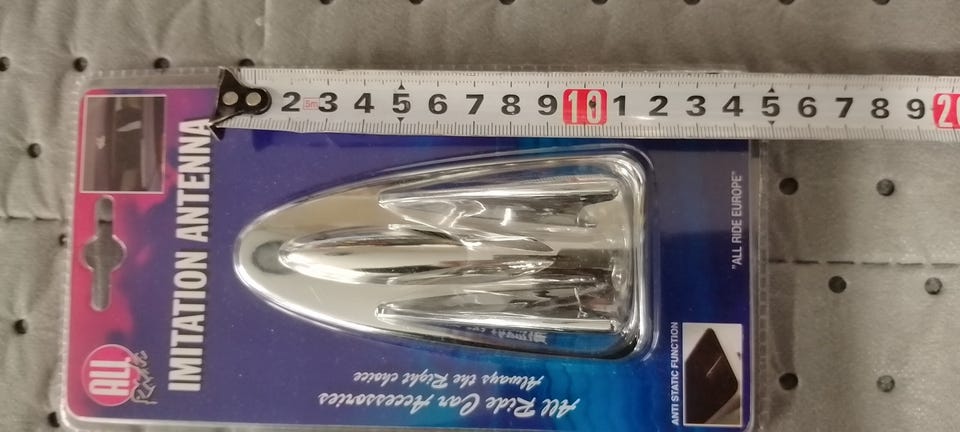 2 5m 3 4 5 6 7 8 9 10 1 2 3 4 5 6 7 8 9 20
IMITATION ANTENNA
ALL
"ALL RIDE EUROPE"
ANTI STATIC FUNCTION
All Ride Car Accessories
Always the Right choice